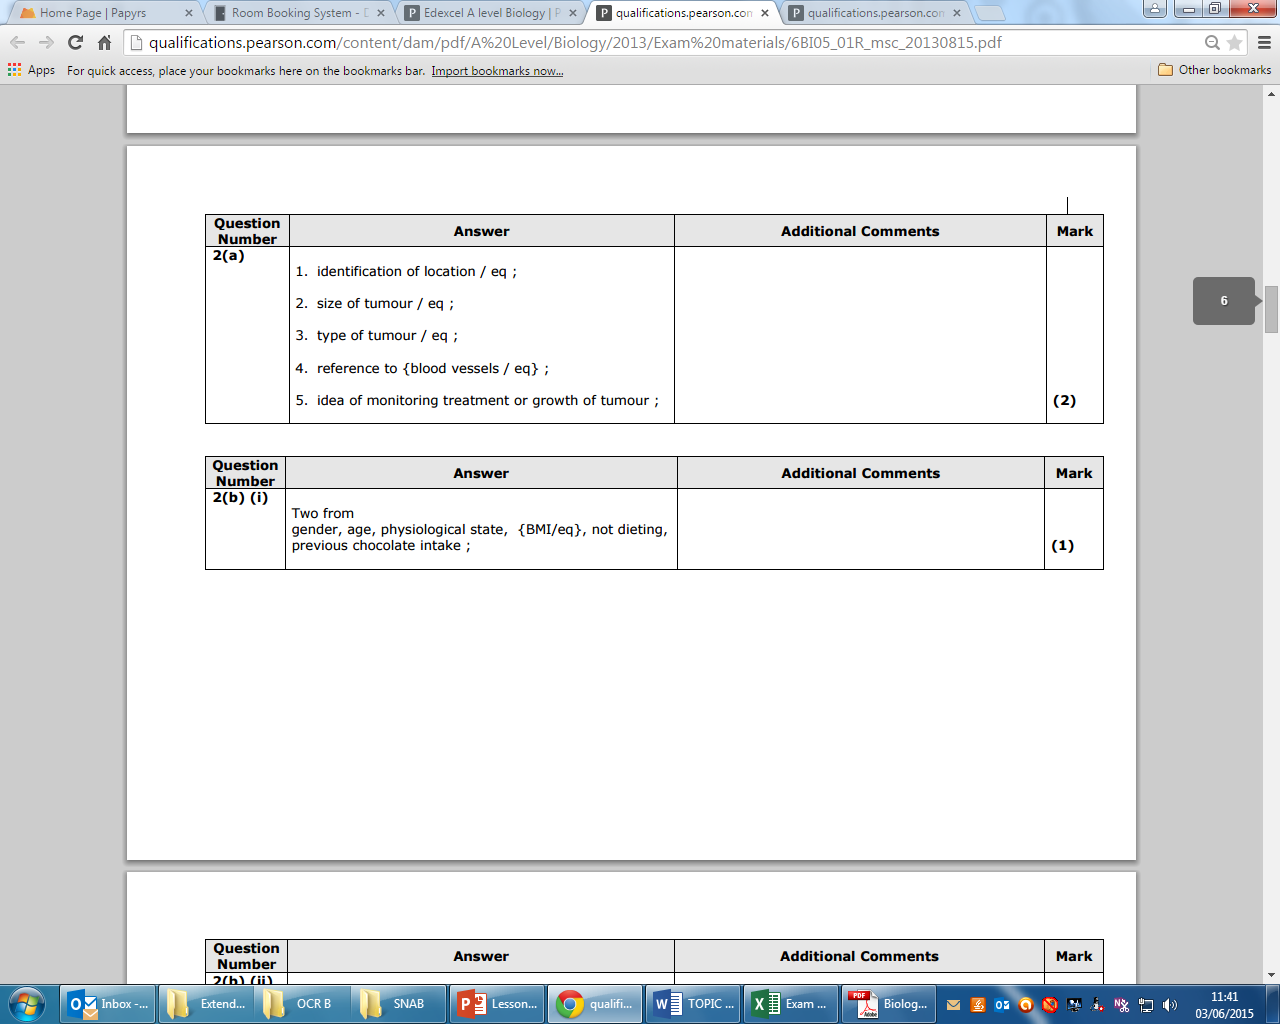 Home Page | Papyrs
Room Booking System - D
Edexcel A level Biology | P
qualifications.pearson.com
qualifications.pearson.com
qualifications.pearson.com/content/dam/pdf/A%20Level/Biology/2013/Exam%20materials/6BI05_01R_msc_20130815.pdf
Apps For quick access, place your bookmarks here on the bookmarks bar. Import bookmarks now... Other bookmarks
Question Number Answer Additional Comments Mark
2(a)
1. identification of location / eq ;
2. size of tumour / eq ;
3. type of tumour / eq ;
4. reference to {blood vessels / eq} ;
5. idea of monitoring treatment or growth of tumour ; (2)
6
Question Number Answer Additional Comments Mark
2(b) (i)
Two from
gender, age, physiological state, {BMI/eq}, not dieting,
previous chocolate intake ; (1)
Question Number Answer Additional Comments Mark
2(b) (ii)
Inbox -... Extend... OCR B SNAB Lesson... qualifi... TOPIC ... Exam ... Biolog... 11:41
03/06/2015